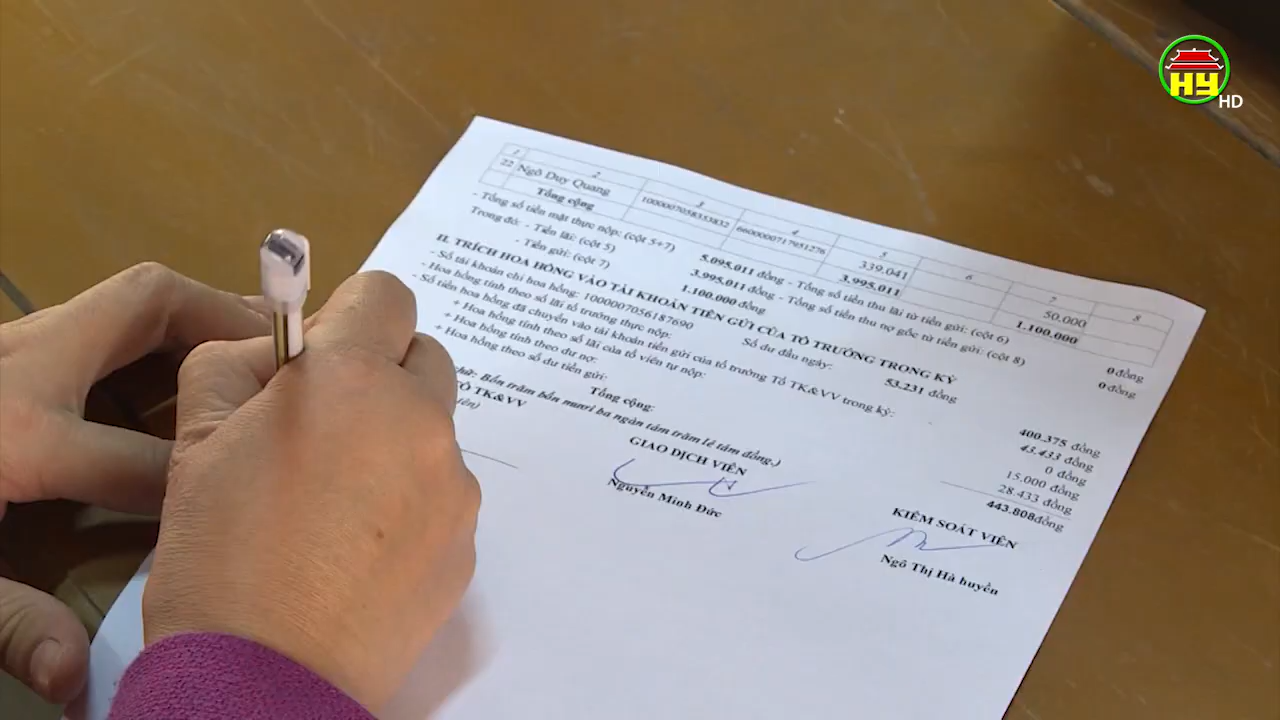 HY
HD
1 2 3 4 5 6 7 8
22 Ngô Duy Quang 1000007058353832 6600000717951276 339.041 50.000
Tổng cộng 3.995.011 1.100.000
- Tổng số tiền mặt thực nộp: (cột 5+7) 5.095.011 đồng - Tổng số tiền thu lãi từ tiền gửi: (cột 6) 0 đồng
Trong đó: - Tiền lãi: (cột 5) 3.995.011 đồng - Tổng số tiền thu nợ gốc từ tiền gửi: (cột 8) 0 đồng
- Tiền gửi: (cột 7) 1.100.000 đồng
II. TRÍCH HOA HỒNG VÀO TÀI KHOẢN TIỀN GỬI CỦA TỔ TRƯỞNG TRONG KỲ
- Số tài khoản chi hoa hồng: 1000007056187690 Số dư đầu ngày: 53.231 đồng
- Hoa hồng tính theo số lãi tổ trưởng thực nộp: 400.375 đồng
- Số tiền hoa hồng đã chuyển vào tài khoản tiền gửi của tổ trưởng Tổ TK&VV trong kỳ: 43.433 đồng
+ Hoa hồng tính theo số lãi của tổ viên tự nộp: 0 đồng
+ Hoa hồng tính theo dư nợ: 15.000 đồng
+ Hoa hồng theo số dư tiền gửi: 28.433 đồng
Tổng cộng: 443.808đồng
chữ: Bốn trăm bốn mươi ba ngàn tám trăm lẻ tám đồng.)
TỔ TK&VV GIAO DỊCH VIÊN KIỂM SOÁT VIÊN
tên)
Nguyễn Minh Đức Ngô Thị Hà huyền